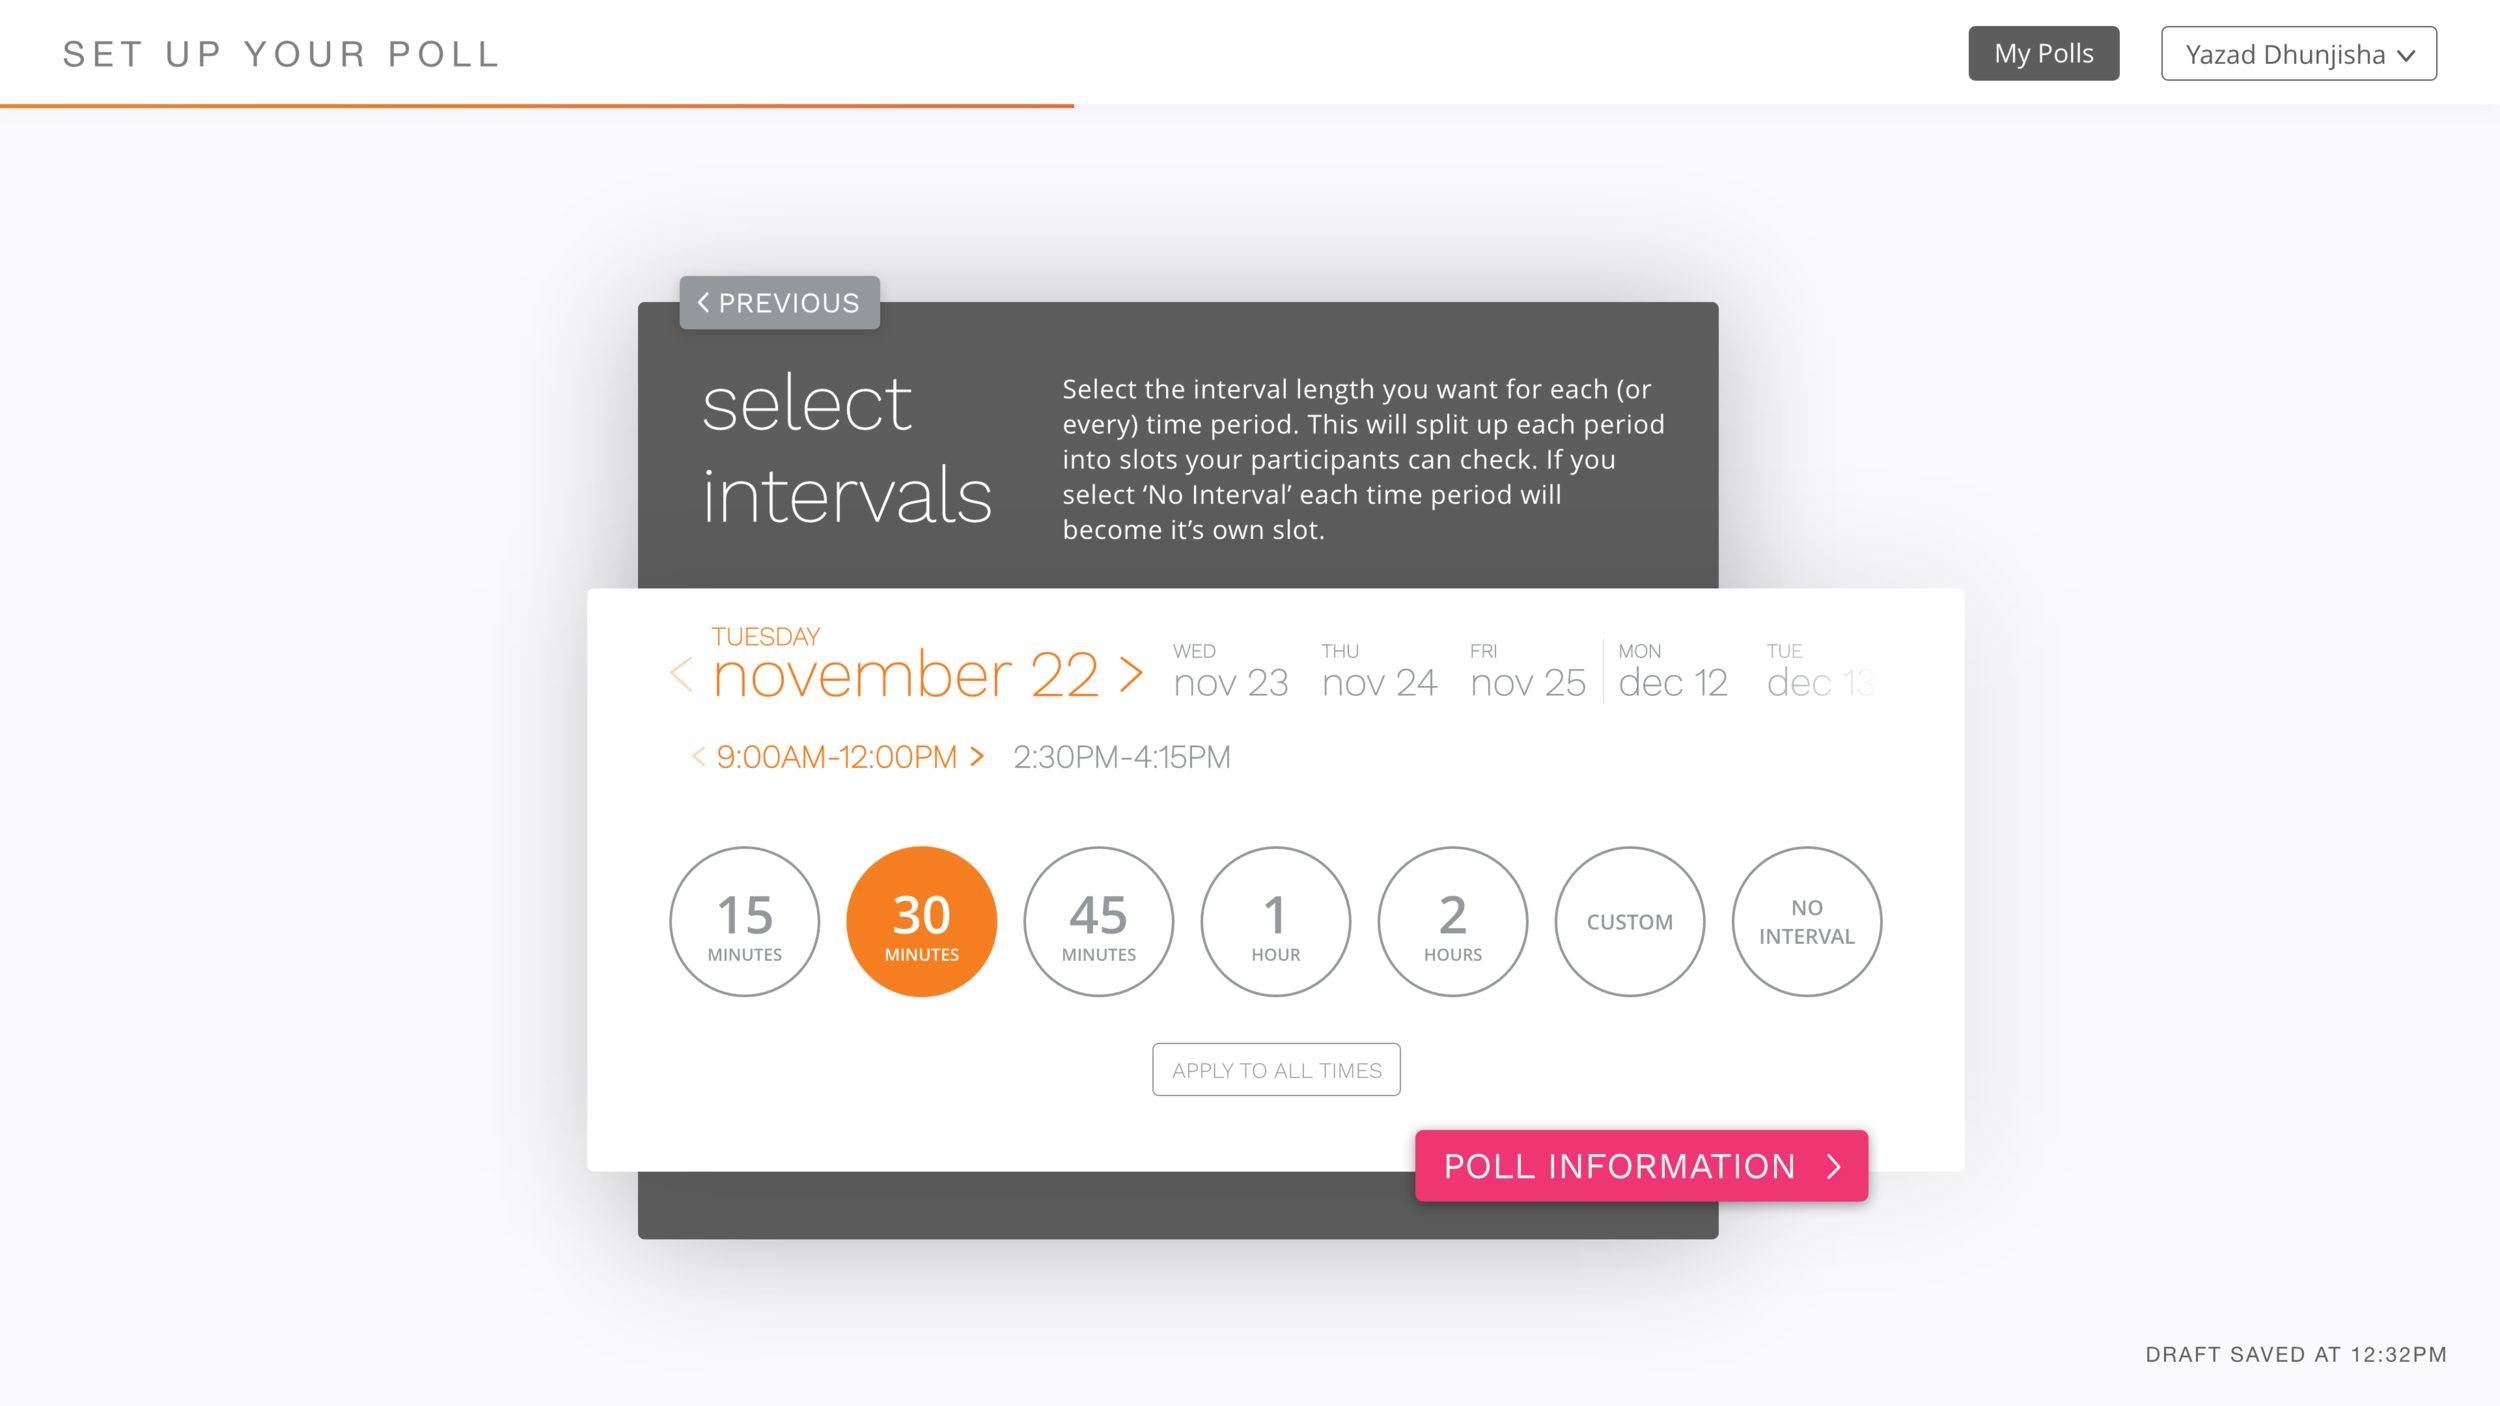 SET UP YOUR POLL
My Polls
Yazad Dhunjisha
PREVIOUS
select
intervals
Select the interval length you want for each (or
every) time period. This will split up each period
into slots your participants can check. If you
select ‘No Interval’ each time period will
become it’s own slot.
TUESDAY
november 22
WED
nov 23
THU
nov 24
FRI
nov 25
MON
dec 12
TUE
dec 13
9:00AM-12:00PM
2:30PM-4:15PM
15
MINUTES
30
MINUTES
45
MINUTES
1
HOUR
2
HOURS
CUSTOM
NO
INTERVAL
APPLY TO ALL TIMES
POLL INFORMATION
DRAFT SAVED AT 12:32PM